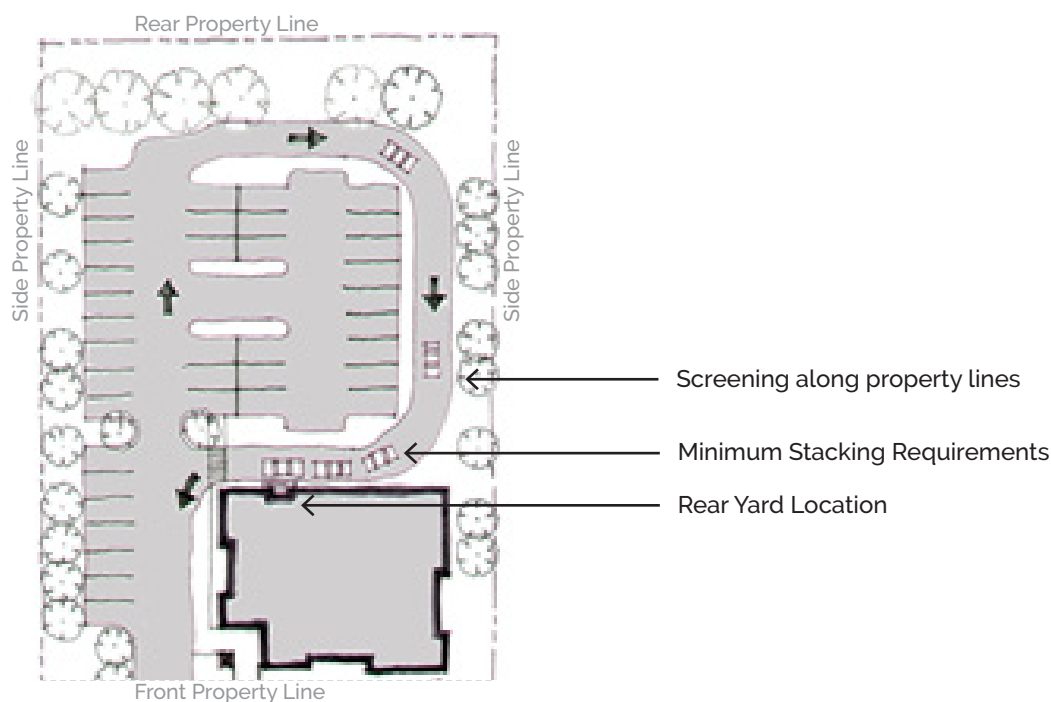 Rear Property Line
Side Property Line
Side Property Line
Screening along property lines
Minimum Stacking Requirements
Rear Yard Location
Front Property Line